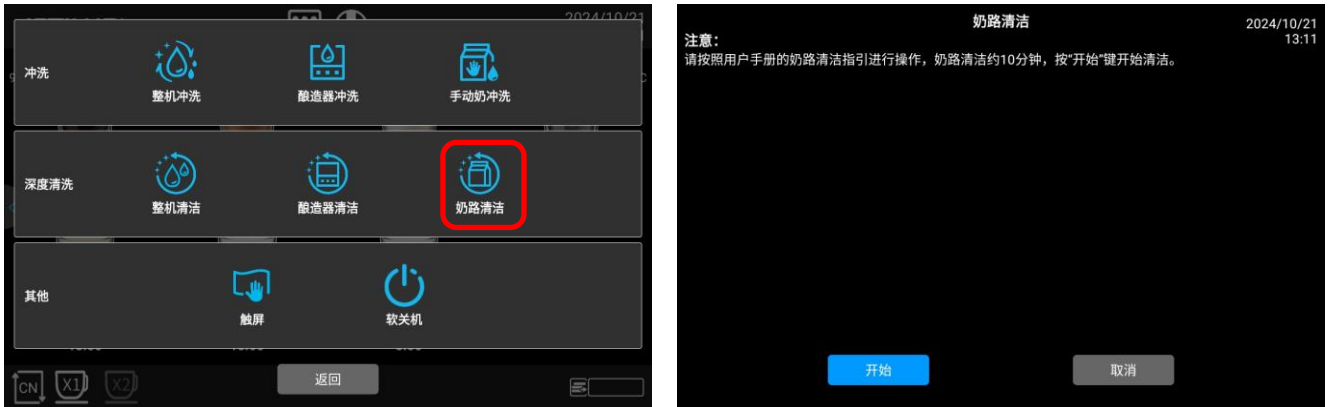 2024/10/21
冲洗
整机冲洗
酿造器冲洗
手动奶冲洗
深度清洗
整机清洁
酿造器清洁
奶路清洁
其他
触屏
软关机
CN
X1
X2
返回
奶路清洁
2024/10/21
13:11
注意:
请按照用户手册的奶路清洁指引进行操作，奶路清洁约10分钟，按“开始”键开始清洁。
开始
取消